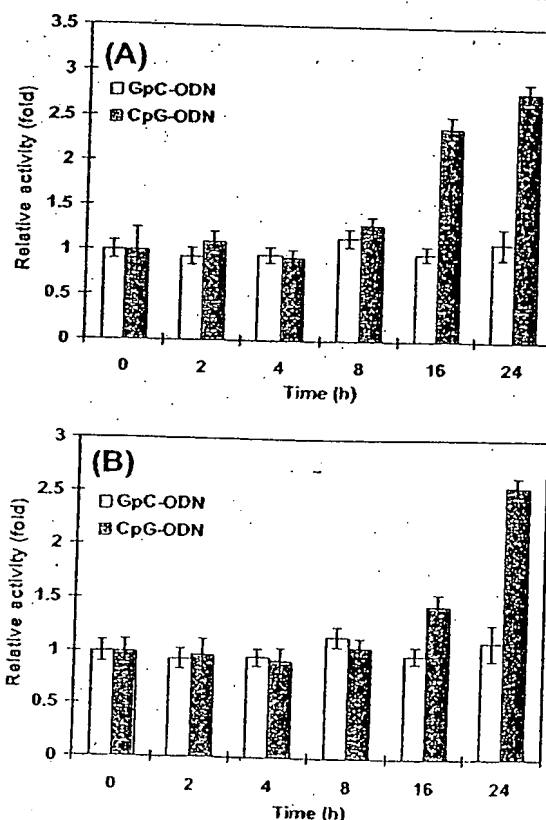 3.5
(A)
3
GpC-ODN
CpG-ODN
2.5
2
1.5
1
0.5
0
Relative activity (fold)
0 2 4 8 16 24
Time (h)
3
(B)
2.5
GpC-ODN
CpG-ODN
2
1.5
1
0.5
0
Relative activity (fold)
0 2 4 8 16 24
Time (h)